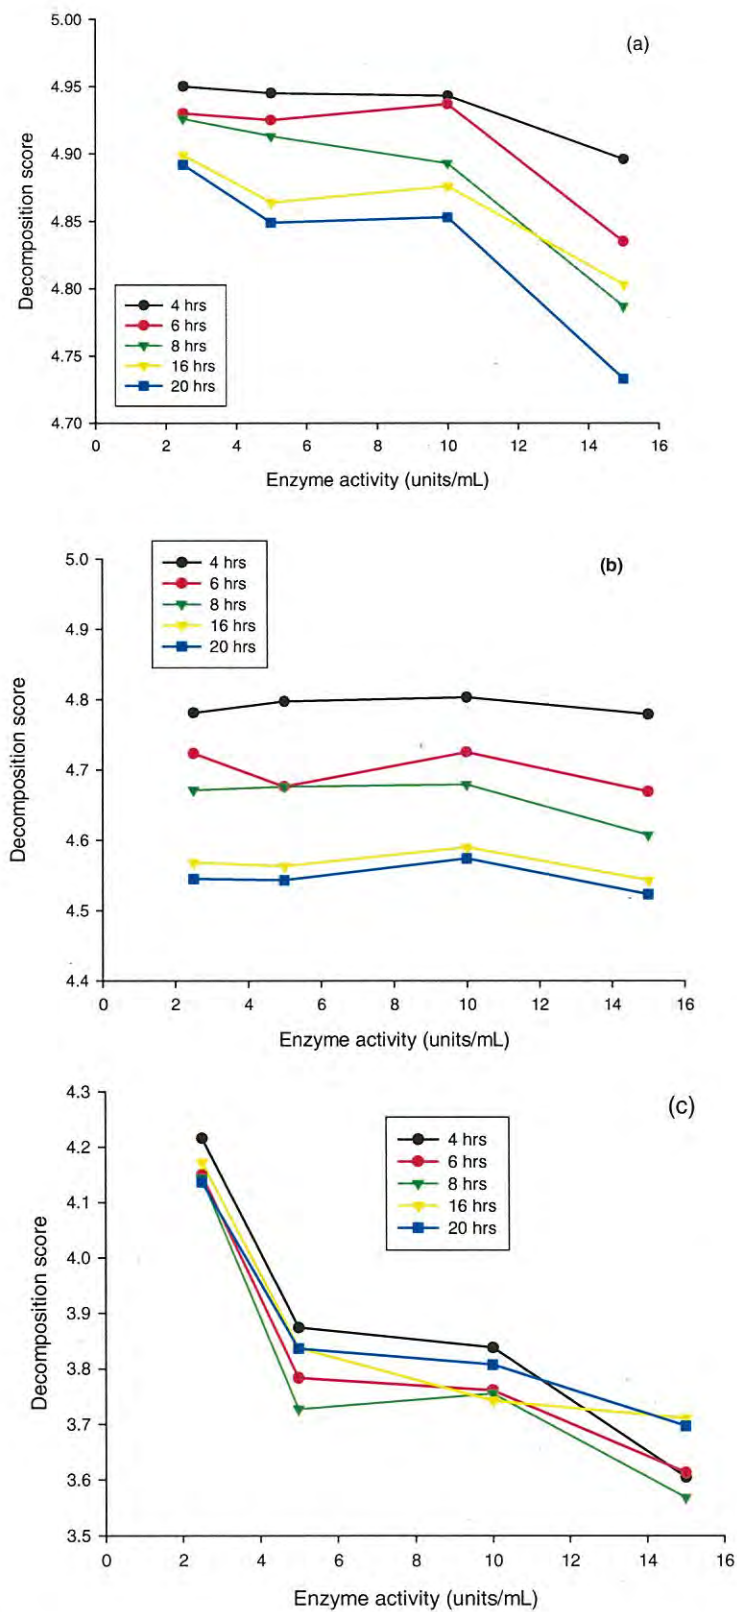 (a)
5.00
4.95
4.90
4.85
4.80
4.75
4.70
Decomposition score
4 hrs
6 hrs
8 hrs
16 hrs
20 hrs
0 2 4 6 8 10 12 14 16
Enzyme activity (units/mL)
(b)
5.0
4.9
4.8
4.7
4.6
4.5
4.4
Decomposition score
4 hrs
6 hrs
8 hrs
16 hrs
20 hrs
0 2 4 6 8 10 12 14 16
Enzyme activity (units/mL)
(c)
4.3
4.2
4.1
4.0
3.9
3.8
3.7
3.6
3.5
Decomposition score
4 hrs
6 hrs
8 hrs
16 hrs
20 hrs
0 2 4 6 8 10 12 14 16
Enzyme activity (units/mL)